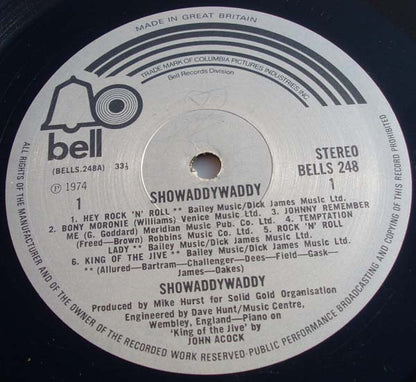 MADE IN GREAT BRITAIN
TRADE MARK OF COLUMBIA PICTURES INDUSTRIES INC.
Bell Records Division
bell
(BELLS.248A) 33⅓
STEREO
BELLS 248
℗ 1974
1
1
SHOWADDYWADDY
1. HEY ROCK 'N' ROLL ** Bailey Music/Dick James Music Ltd.
2. BONY MORONIE (Williams) Venice Music Ltd. 3. JOHNNY REMEMBER
ME (G. Goddard) Meridian Music Pub. Co. Ltd. 4. TEMPTATION
(Freed—Brown) Robbins Music Co. Ltd. 5. ROCK 'N' ROLL
LADY ** Bailey Music/Dick James Music Ltd.
6. KING OF THE JIVE ** Bailey Music/Dick James Music Ltd.
** (Allured—Bartram—Challenger—Dees—Field—Gask—
James—Oakes)
SHOWADDYWADDY
Produced by Mike Hurst for Solid Gold Organisation
Engineered by Dave Hunt/Music Centre,
Wembley, England—Piano on
'King of the Jive' by
JOHN ACOCK
ALL RIGHTS OF THE MANUFACTURER AND OF THE OWNER OF THE RECORDED WORK RESERVED·PUBLIC PERFORMANCE BROADCASTING AND COPYING OF THIS RECORD PROHIBITED